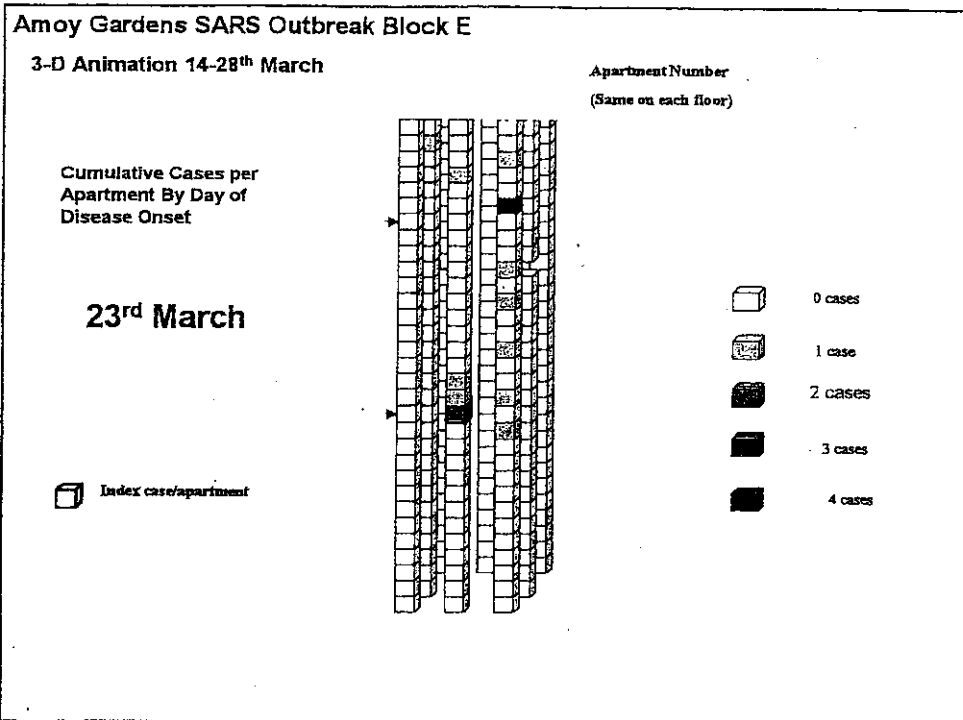 Amoy Gardens SARS Outbreak Block E
3-D Animation 14-28th March
Apartment Number
(Same on each floor)
Cumulative Cases per
Apartment By Day of
Disease Onset
23rd March
0 cases
1 case
2 cases
3 cases
4 cases
Index case/apartment